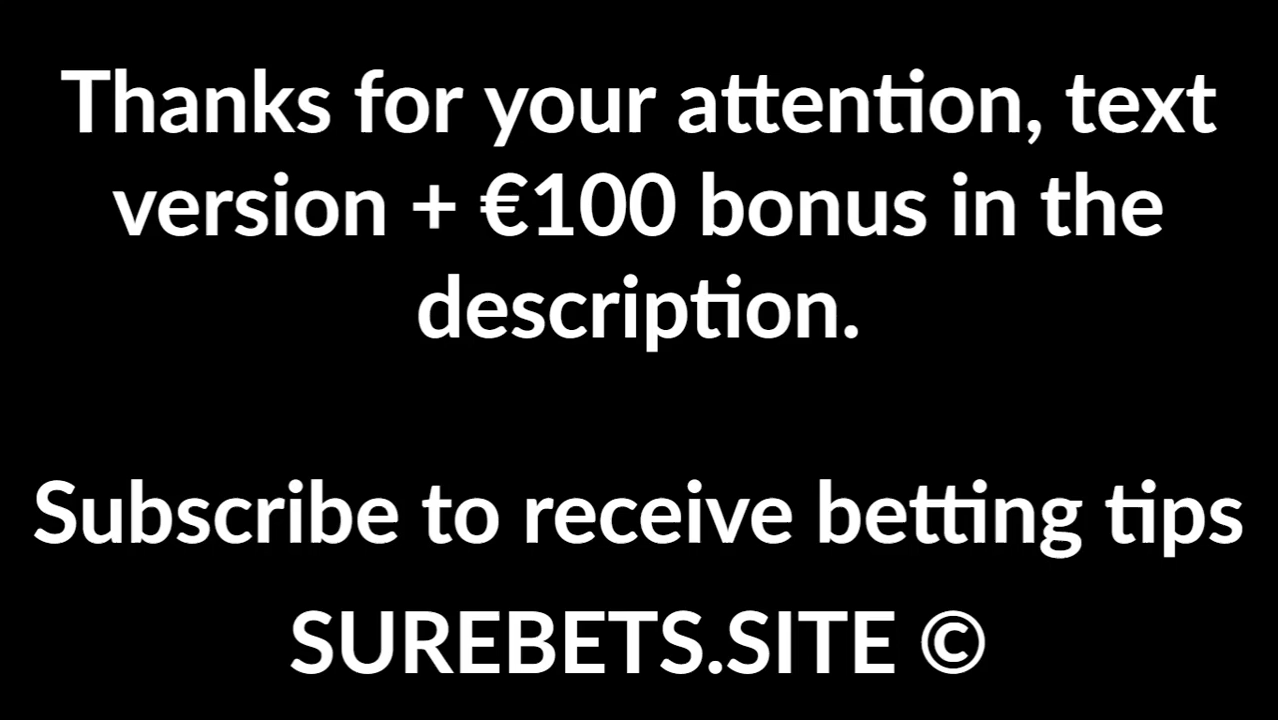 Thanks for your attention, text
version + €100 bonus in the
description.
Subscribe to receive betting tips
SUREBETS.SITE ©